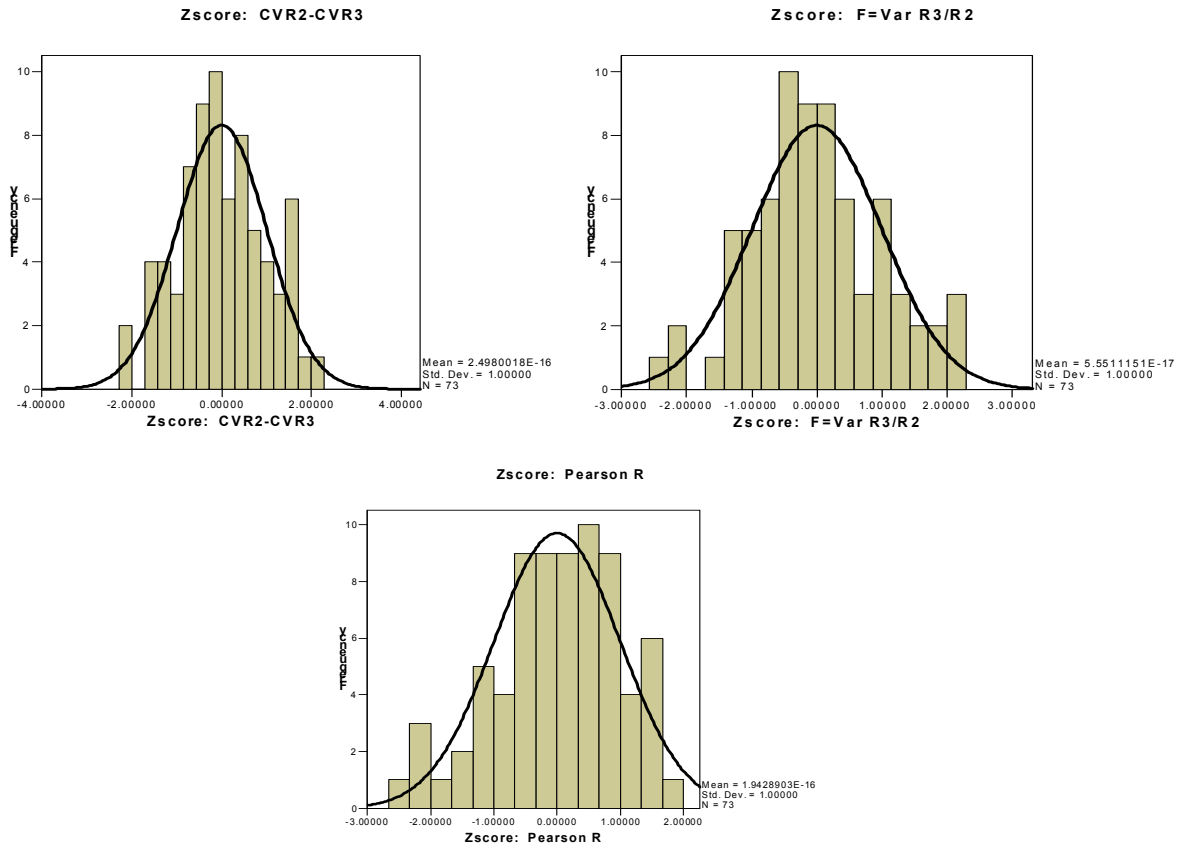 Zscore: CVR2-CVR3
10
8
6
4
2
0
Frequency
-4.00000 -2.00000 0.00000 2.00000 4.00000
Zscore: CVR2-CVR3
Mean = 2.4980018E-16
Std. Dev. = 1.00000
N = 73
Zscore: F=Var R3/R2
10
8
6
4
2
0
Frequency
-3.00000 -2.00000 -1.00000 0.00000 1.00000 2.00000 3.00000
Zscore: F=Var R3/R2
Mean = 5.5511151E-17
Std. Dev. = 1.00000
N = 73
Zscore: Pearson R
10
8
6
4
2
0
Frequency
-3.00000 -2.00000 -1.00000 0.00000 1.00000 2.00000
Zscore: Pearson R
Mean = 1.9428903E-16
Std. Dev. = 1.00000
N = 73